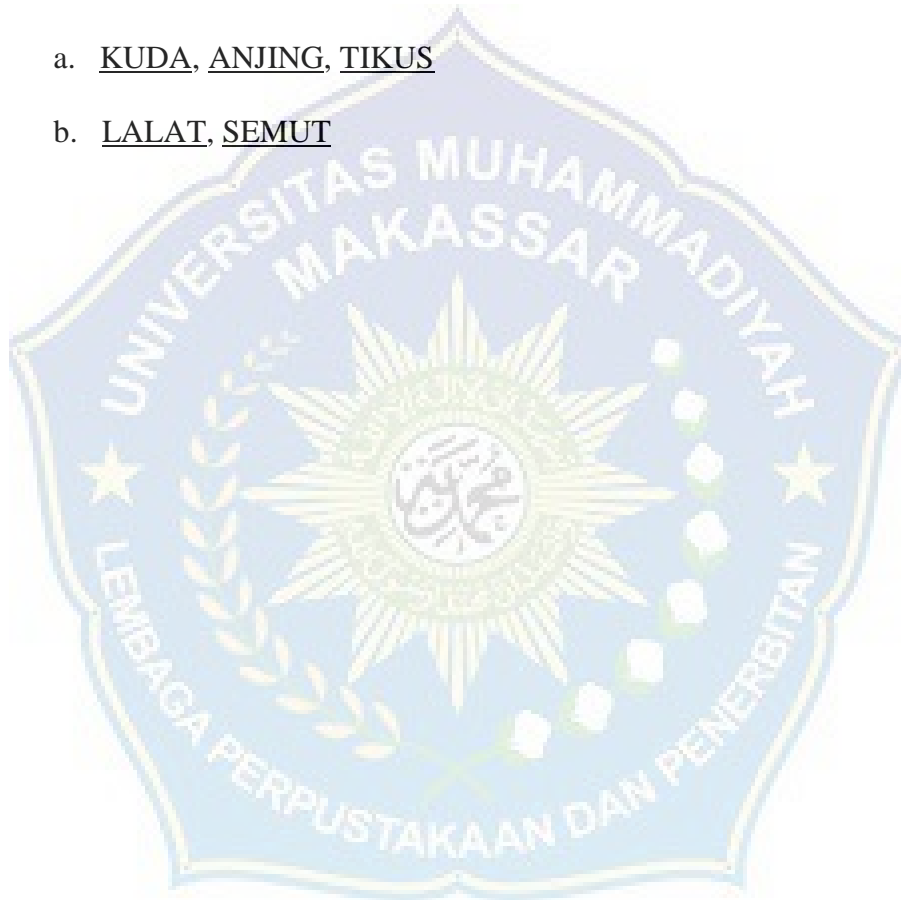 a. KUDA, ANJING, TIKUS
b. LALAT, SEMUT
UNIVERSITAS MUHAMMADIYAH
MAKASSAR
LEMBAGA PERPUSTAKAAN DAN PENERBITAN